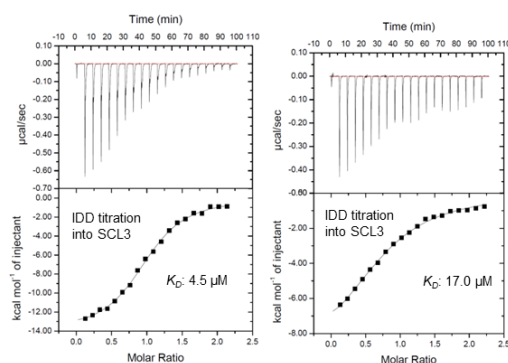 Time (min)
-10 0 10 20 30 40 50 60 70 80 90 100 110
0.10
0.00
-0.10
-0.20
-0.30
-0.40
-0.50
-0.60
-0.70
µcal/sec
0.00
-2.00
-4.00
-6.00
-8.00
-10.00
-12.00
-14.00
kcal mol⁻¹ of injectant
IDD titration
into SCL3
K_D: 4.5 µM
0.0 0.5 1.0 1.5 2.0 2.5
Molar Ratio
Time (min)
-10 0 10 20 30 40 50 60 70 80 90 100 110
0.10
0.00
-0.10
-0.20
-0.30
-0.40
µcal/sec
-2.00
-4.00
-6.00
-8.00
kcal mol⁻¹ of injectant
IDD titration
into SCL3
K_D: 17.0 µM
0.0 0.5 1.0 1.5 2.0 2.5
Molar Ratio